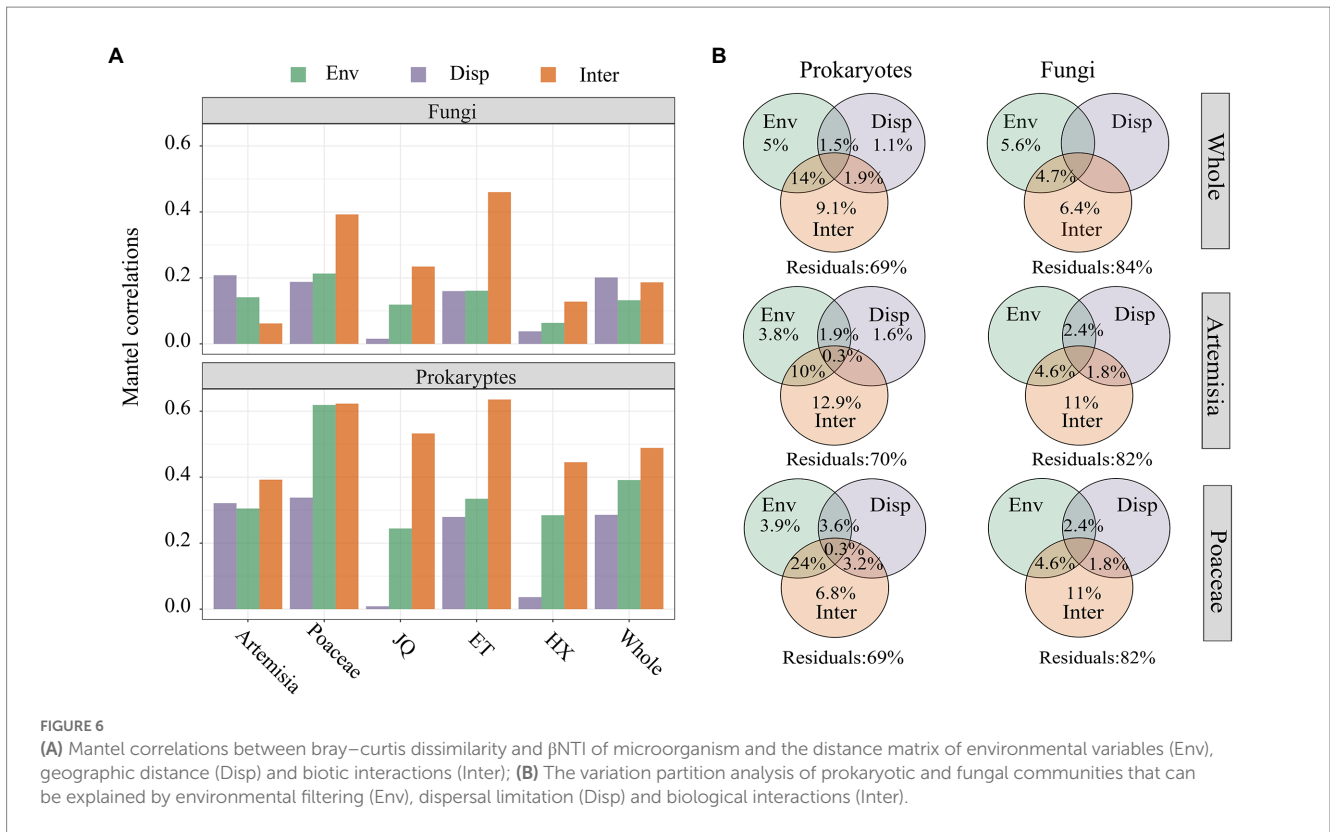 A
Env Disp Inter
Fungi
0.6
0.4
0.2
0.0
Prokaryptes
0.6
0.4
0.2
0.0
Mantel correlations
Artemisia
Poaceae
JQ
ET
HX
Whole
B
Prokaryotes Fungi
Env Disp
5% 1.5% 1.1%
14% 1.9%
9.1%
Inter
Residuals:69%
Env Disp
5.6%
4.7%
6.4%
Inter
Residuals:84%
Whole
Env Disp
3.8% 1.9% 1.6%
0.3%
10%
12.9%
Inter
Residuals:70%
Env Disp
2.4%
4.6% 1.8%
11%
Inter
Residuals:82%
Artemisia
Env Disp
3.9% 3.6%
0.3%
24% 3.2%
6.8%
Inter
Residuals:69%
Env Disp
2.4%
4.6% 1.8%
11%
Inter
Residuals:82%
Poaceae
FIGURE 6
(A) Mantel correlations between bray–curtis dissimilarity and βNTI of microorganism and the distance matrix of environmental variables (Env),
geographic distance (Disp) and biotic interactions (Inter); (B) The variation partition analysis of prokaryotic and fungal communities that can
be explained by environmental filtering (Env), dispersal limitation (Disp) and biological interactions (Inter).